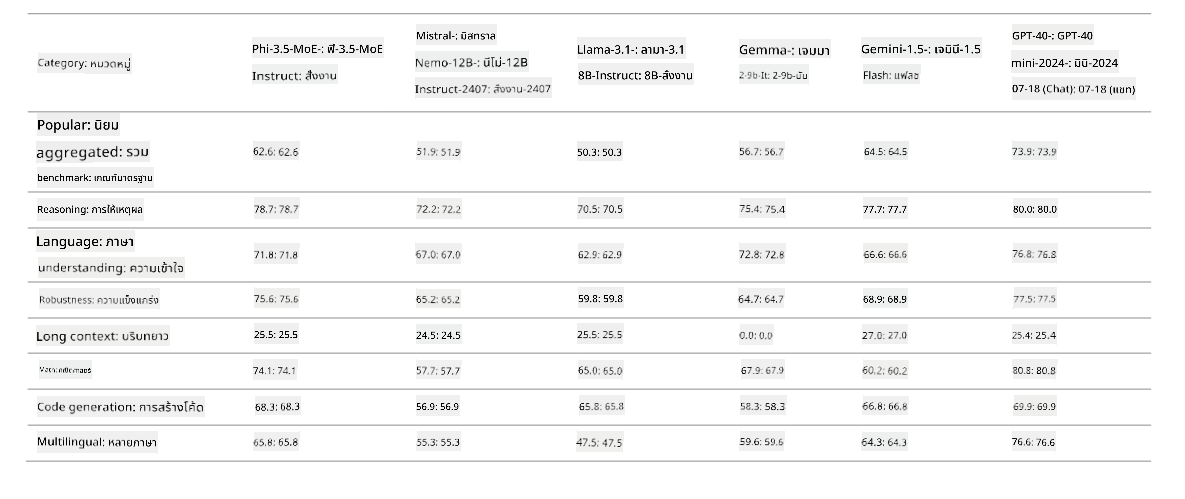 Category: หมวดหมู่
Phi-3.5-MoE-: ฟี-3.5-MoE
Instruct: สั่งงาน
Mistral-: มิสทราล
Nemo-12B-: นีโม่-12B
Instruct-2407: สั่งงาน-2407
Llama-3.1-: ลามา-3.1
8B-Instruct: 8B-สั่งงาน
Gemma-: เจมมา
2-9b-It: 2-9b-มัน
Gemini-1.5-: เจมินี-1.5
Flash: แฟลช
GPT-40-: GPT-40
mini-2024-: มินิ-2024
07-18 (Chat): 07-18 (แชท)
Popular: นิยม
aggregated: รวม
benchmark: เกณฑ์มาตรฐาน
62.6: 62.6
51.9: 51.9
50.3: 50.3
56.7: 56.7
64.5: 64.5
73.9: 73.9
Reasoning: การให้เหตุผล
78.7: 78.7
72.2: 72.2
70.5: 70.5
75.4: 75.4
77.7: 77.7
80.0: 80.0
Language: ภาษา
understanding: ความเข้าใจ
71.8: 71.8
67.0: 67.0
62.9: 62.9
72.8: 72.8
66.6: 66.6
76.8: 76.8
Robustness: ความแข็งแกร่ง
75.6: 75.6
65.2: 65.2
59.8: 59.8
64.7: 64.7
68.9: 68.9
77.5: 77.5
Long context: บริบทยาว
25.5: 25.5
24.5: 24.5
25.5: 25.5
0.0: 0.0
27.0: 27.0
25.4: 25.4
Math: คณิตศาสตร์
74.1: 74.1
57.7: 57.7
65.0: 65.0
67.9: 67.9
60.2: 60.2
80.8: 80.8
Code generation: การสร้างโค้ด
68.3: 68.3
56.9: 56.9
65.8: 65.8
58.3: 58.3
66.8: 66.8
69.9: 69.9
Multilingual: หลายภาษา
65.8: 65.8
55.3: 55.3
47.5: 47.5
59.6: 59.6
64.3: 64.3
76.6: 76.6